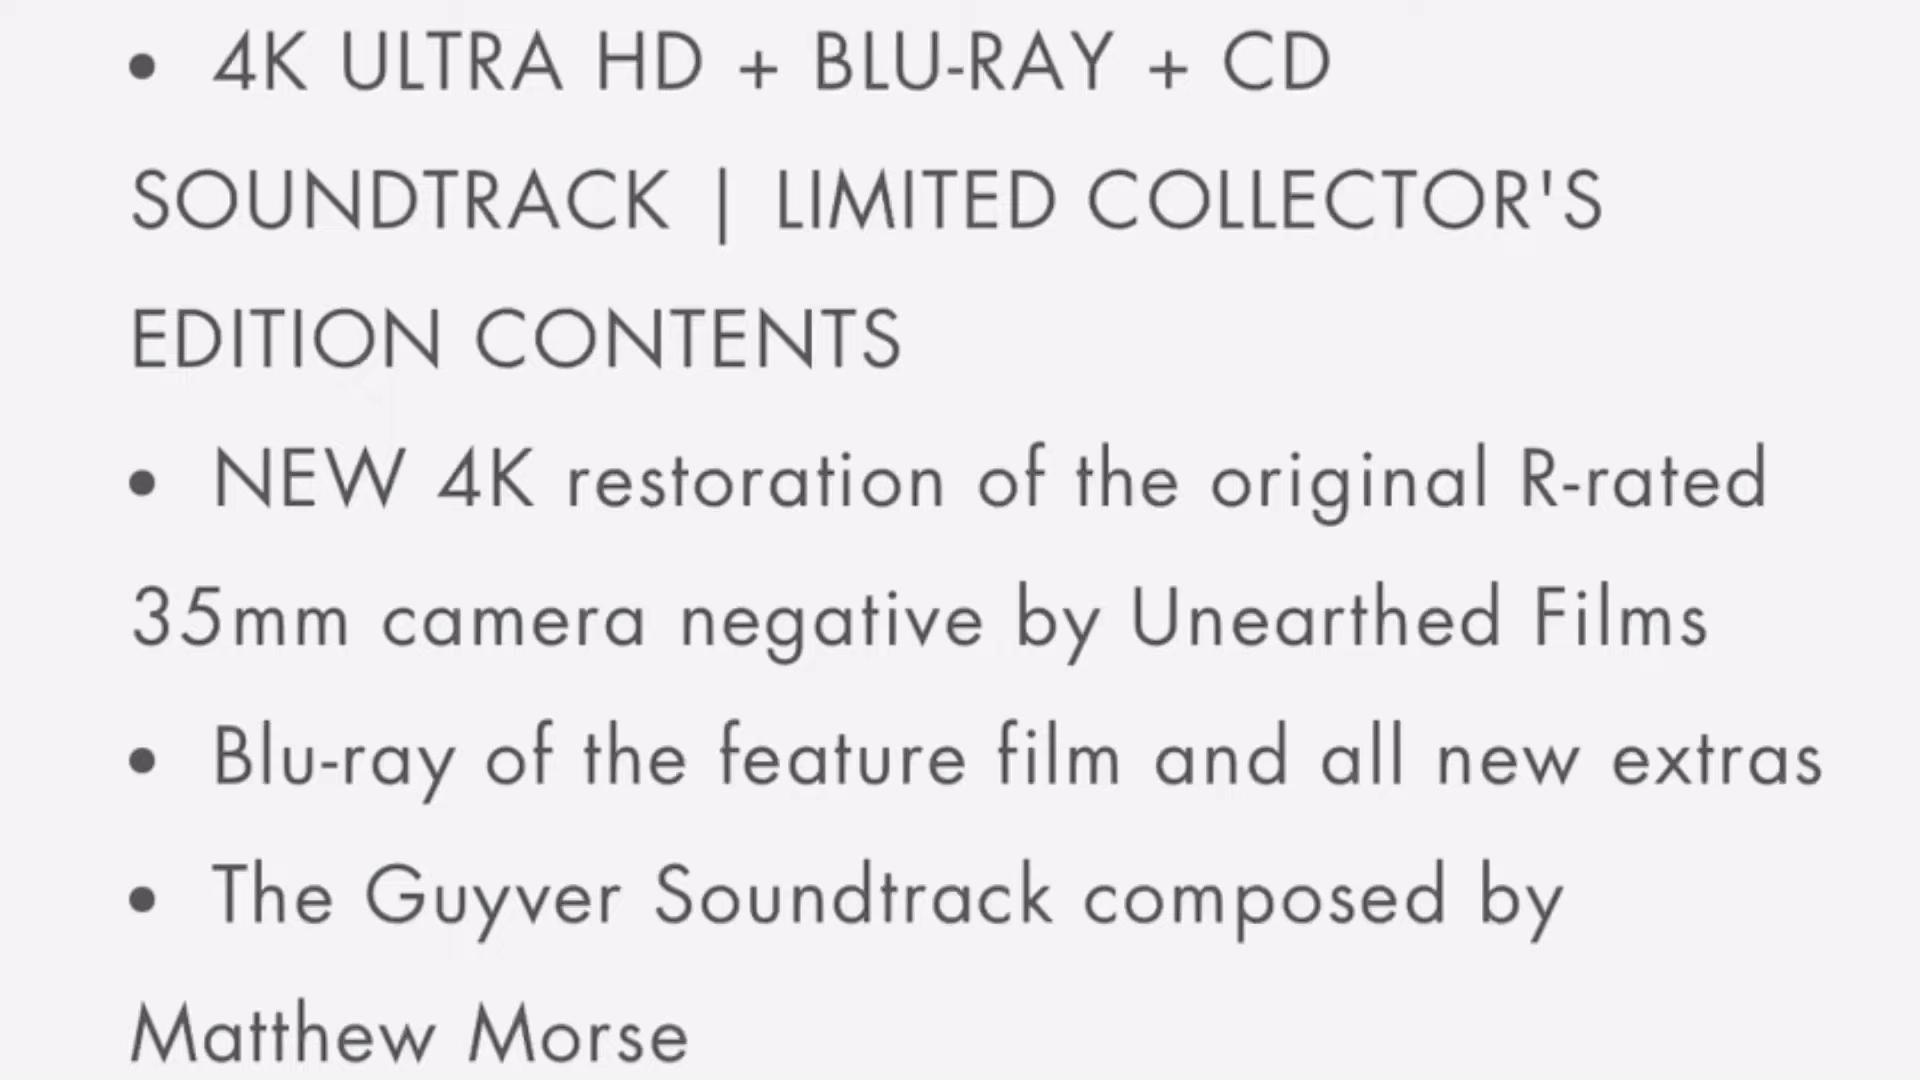 • 4K ULTRA HD + BLU-RAY + CD
SOUNDTRACK | LIMITED COLLECTOR'S
EDITION CONTENTS
• NEW 4K restoration of the original R-rated
35mm camera negative by Unearthed Films
• Blu-ray of the feature film and all new extras
• The Guyver Soundtrack composed by
Matthew Morse